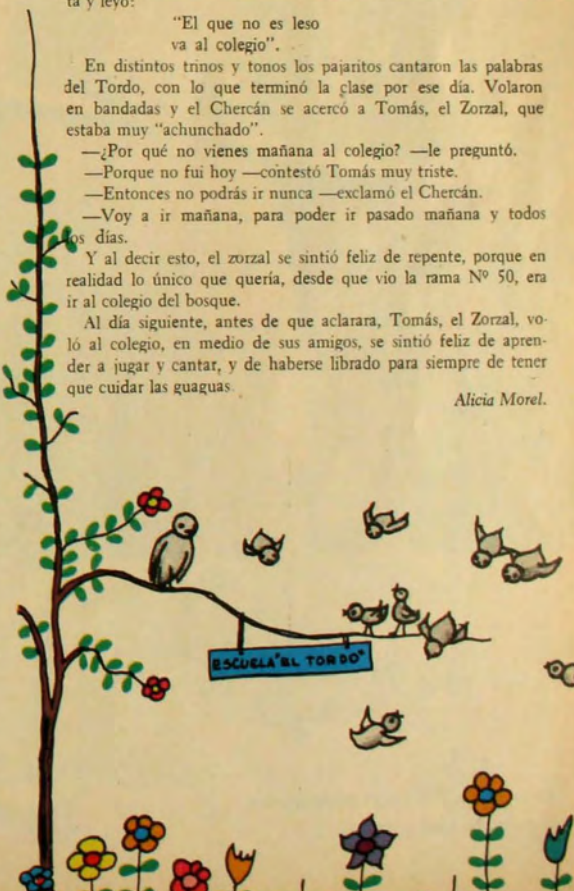 ta y leyó:
"El que no es leso
va al colegio".
En distintos trinos y tonos los pajaritos cantaron las palabras
del Tordo, con lo que terminó la clase por ese día. Volaron
en bandadas y el Chercán se acercó a Tomás, el Zorzal, que
estaba muy "achunchado".
—¿Por qué no vienes mañana al colegio? —le preguntó.
—Porque no fui hoy —contestó Tomás muy triste.
—Entonces no podrás ir nunca —exclamó el Chercán.
—Voy a ir mañana, para poder ir pasado mañana y todos
los días.
Y al decir esto, el zorzal se sintió feliz de repente, porque en
realidad lo único que quería, desde que vio la rama Nº 50, era
ir al colegio del bosque.
Al día siguiente, antes de que aclarara, Tomás, el Zorzal, vo-
ló al colegio, en medio de sus amigos, se sintió feliz de apren-
der a jugar y cantar, y de haberse librado para siempre de tener
que cuidar las guaguas.
Alicia Morel.
ESCUELA "EL TORDO"